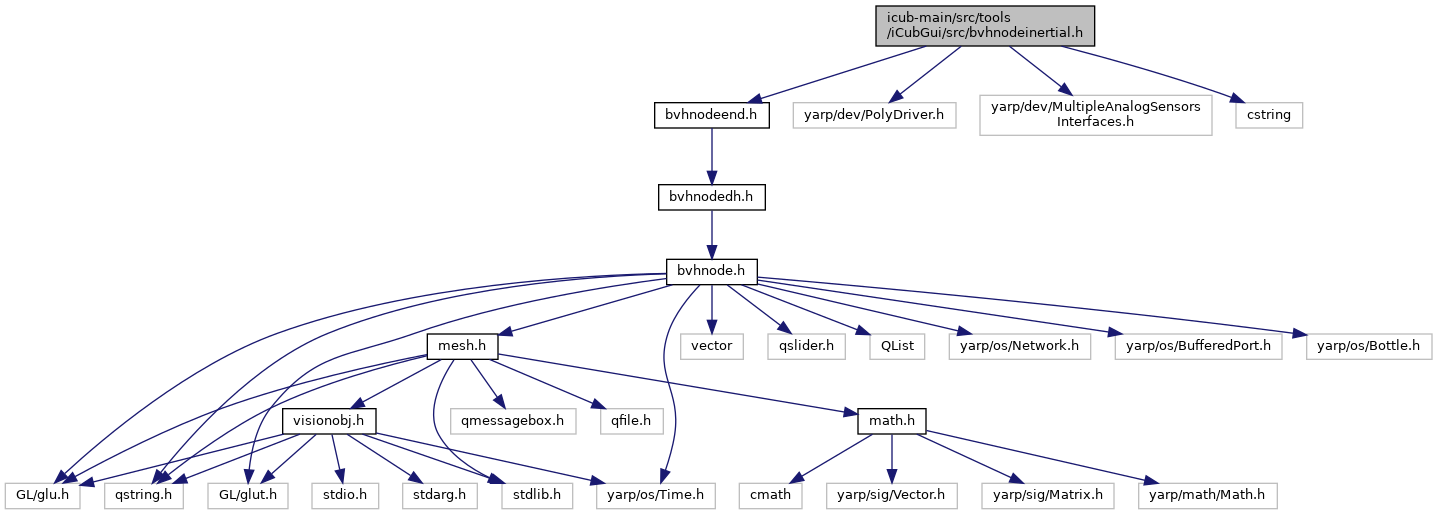 icub-main/src/tools
/iCubGui/src/bvhnodeinertial.h
bvhnodeend.h
yarp/dev/PolyDriver.h
yarp/dev/MultipleAnalogSensors
Interfaces.h
cstring
bvhnodedh.h
bvhnode.h
mesh.h
vector
qslider.h
QList
yarp/os/Network.h
yarp/os/BufferedPort.h
yarp/os/Bottle.h
visionobj.h
qmessagebox.h
qfile.h
math.h
GL/glu.h
qstring.h
GL/glut.h
stdio.h
stdarg.h
stdlib.h
yarp/os/Time.h
cmath
yarp/sig/Vector.h
yarp/sig/Matrix.h
yarp/math/Math.h